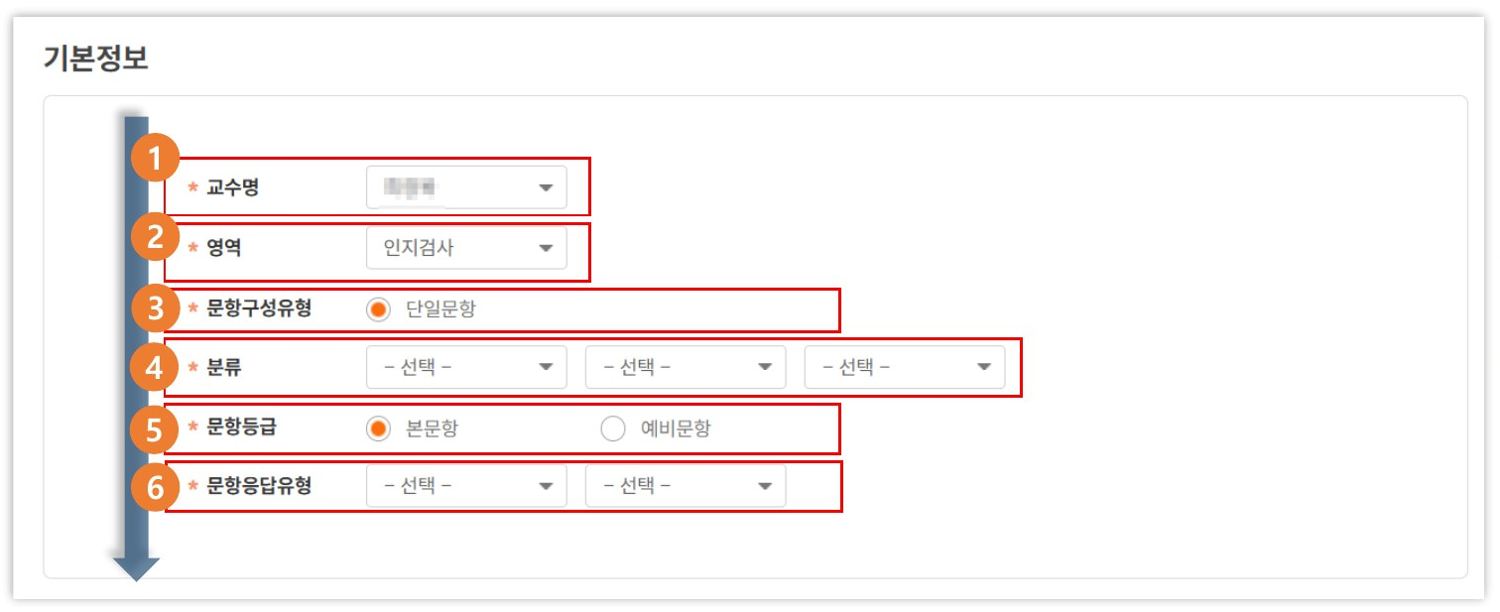 기본정보
1 * 교수명
2 * 영역 인지검사
3 * 문항구성유형 단일문항
4 * 분류 – 선택 – – 선택 – – 선택 –
5 * 문항등급 본문항 예비문항
6 * 문항응답유형 – 선택 – – 선택 –